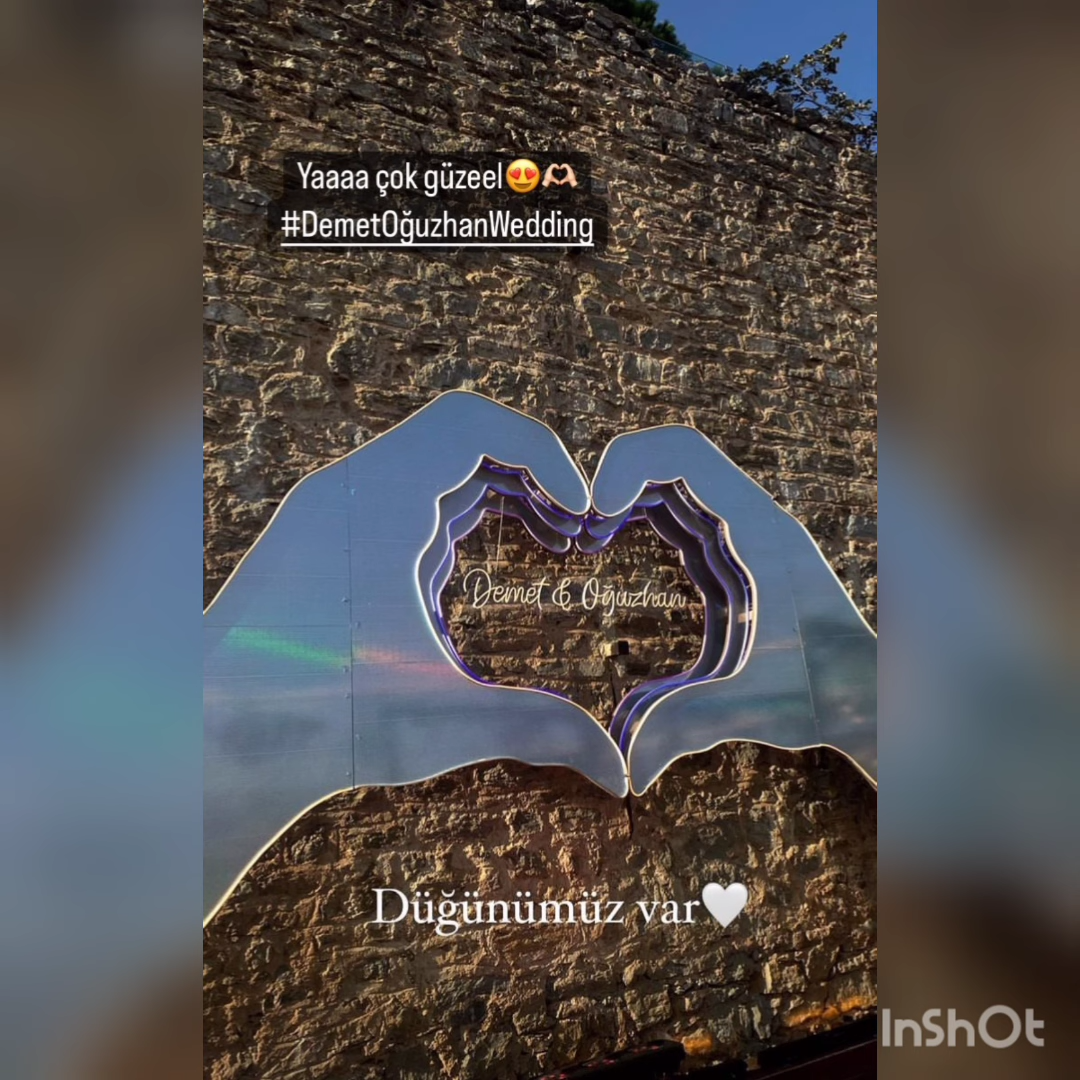 Yaaaa çok güzeel😍🫶🏻
#DemetOğuzhanWedding
Demet & Oğuzhan
Düğünümüz var🤍
InShOt